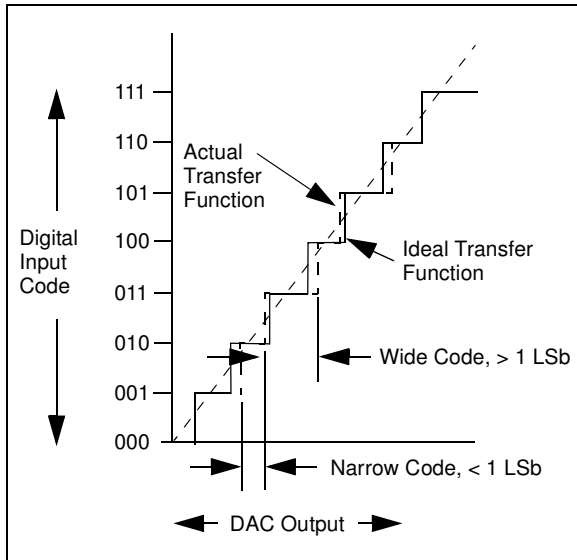 111
110
101
100
011
010
001
000
Digital
Input
Code
Actual
Transfer
Function
Ideal Transfer
Function
Wide Code, > 1 LSb
Narrow Code, < 1 LSb
DAC Output